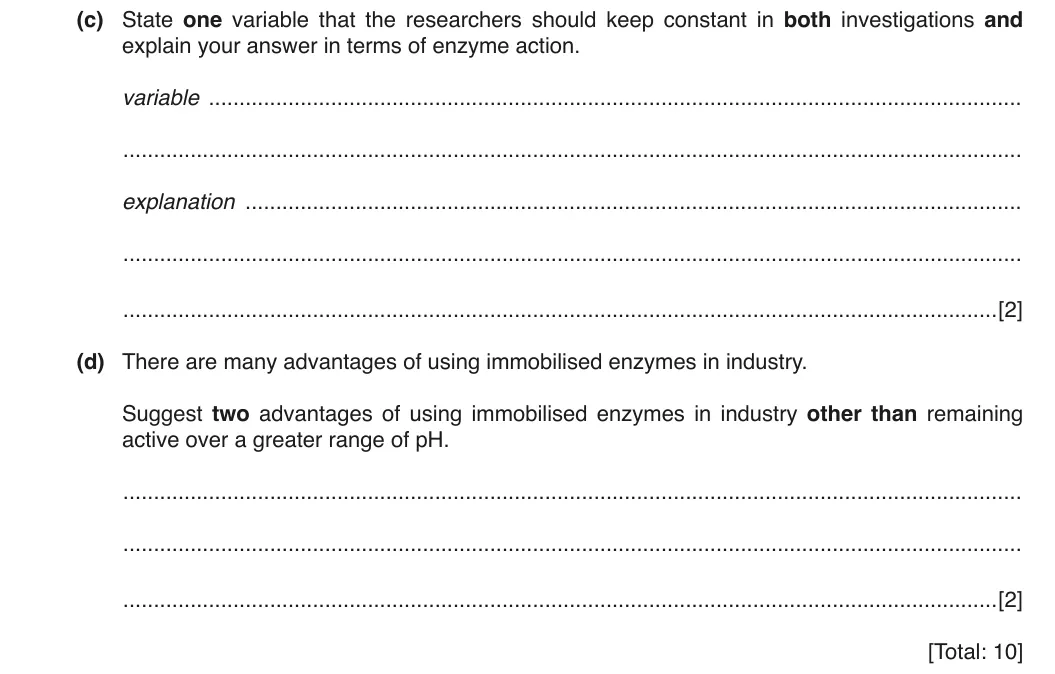 (c) State one variable that the researchers should keep constant in both investigations and
explain your answer in terms of enzyme action.
variable ....................................................................................................................................
....................................................................................................................................................
explanation ..............................................................................................................................
....................................................................................................................................................
................................................................................................................................................[2]
(d) There are many advantages of using immobilised enzymes in industry.
Suggest two advantages of using immobilised enzymes in industry other than remaining
active over a greater range of pH.
....................................................................................................................................................
....................................................................................................................................................
................................................................................................................................................[2]
[Total: 10]